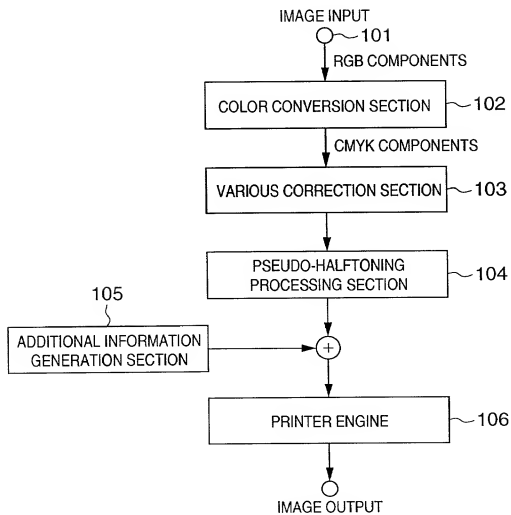 IMAGE INPUT
101
RGB COMPONENTS
COLOR CONVERSION SECTION
102
CMYK COMPONENTS
VARIOUS CORRECTION SECTION
103
PSEUDO-HALFTONING
PROCESSING SECTION
104
105
ADDITIONAL INFORMATION
GENERATION SECTION
+
PRINTER ENGINE
106
IMAGE OUTPUT